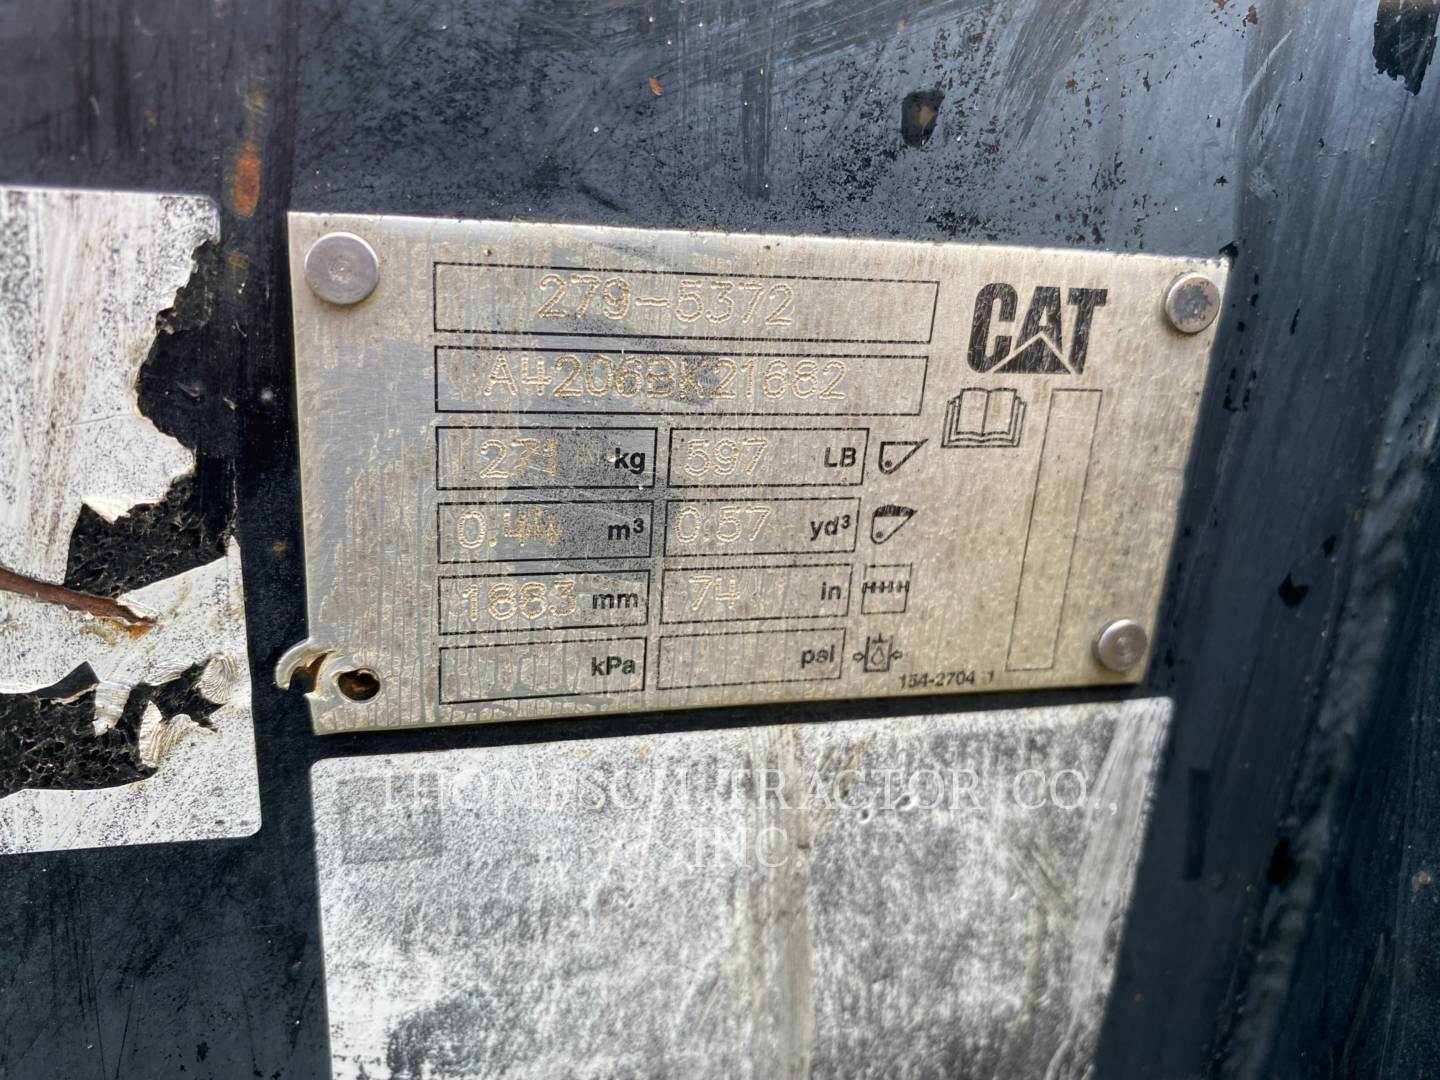 279-5372
CAT
A4206BK21682
271 kg 597 LB
0.44 m³ 0.57 yd³
1883 mm 74 in
kPa psi
154-2704 1
THOMPSON TRACTOR CO.,
INC.